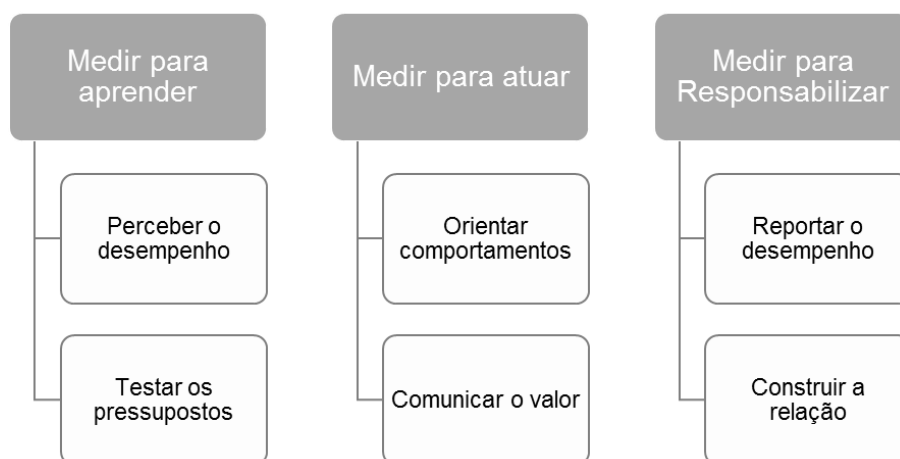 Medir para
aprender
Perceber o
desempenho
Testar os
pressupostos
Medir para atuar
Orientar
comportamentos
Comunicar o valor
Medir para
Responsabilizar
Reportar o
desempenho
Construir a
relação